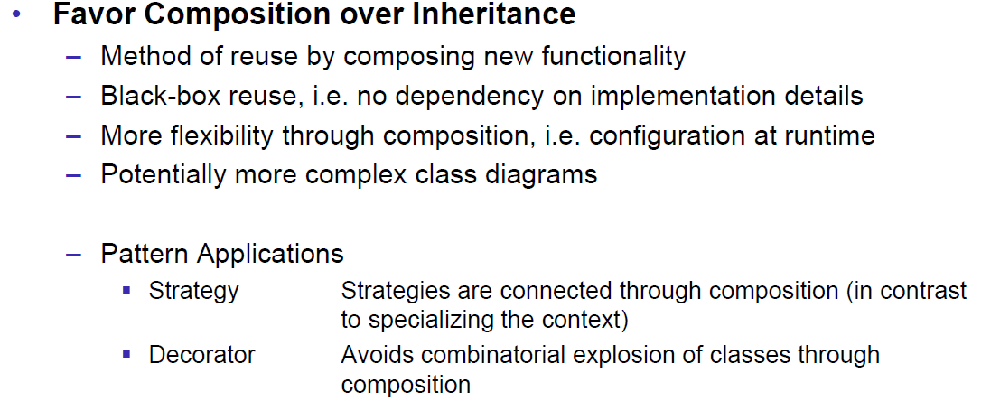 • Favor Composition over Inheritance
– Method of reuse by composing new functionality
– Black-box reuse, i.e. no dependency on implementation details
– More flexibility through composition, i.e. configuration at runtime
– Potentially more complex class diagrams
– Pattern Applications
▪ Strategy Strategies are connected through composition (in contrast
to specializing the context)
▪ Decorator Avoids combinatorial explosion of classes through
composition